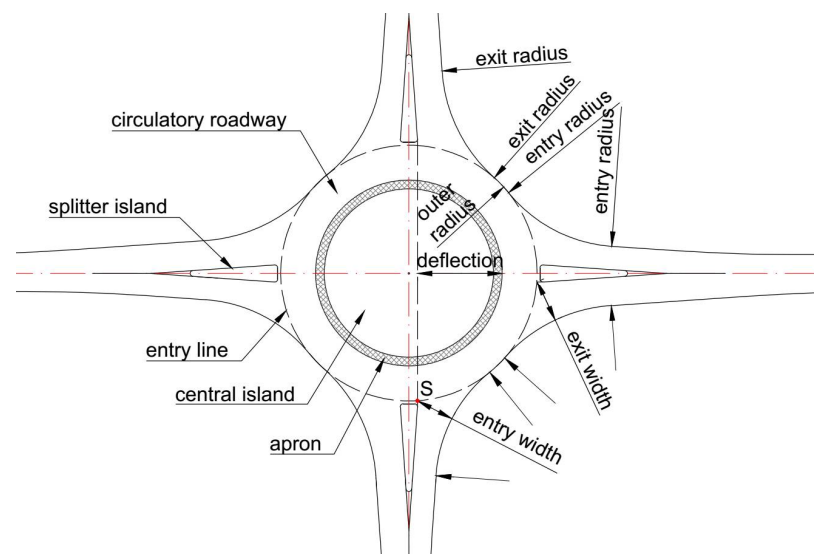 exit radius
circulatory roadway
exit radius
entry radius
entry radius
splitter island
outer
radius
deflection
entry line
exit width
central island
S
entry width
apron